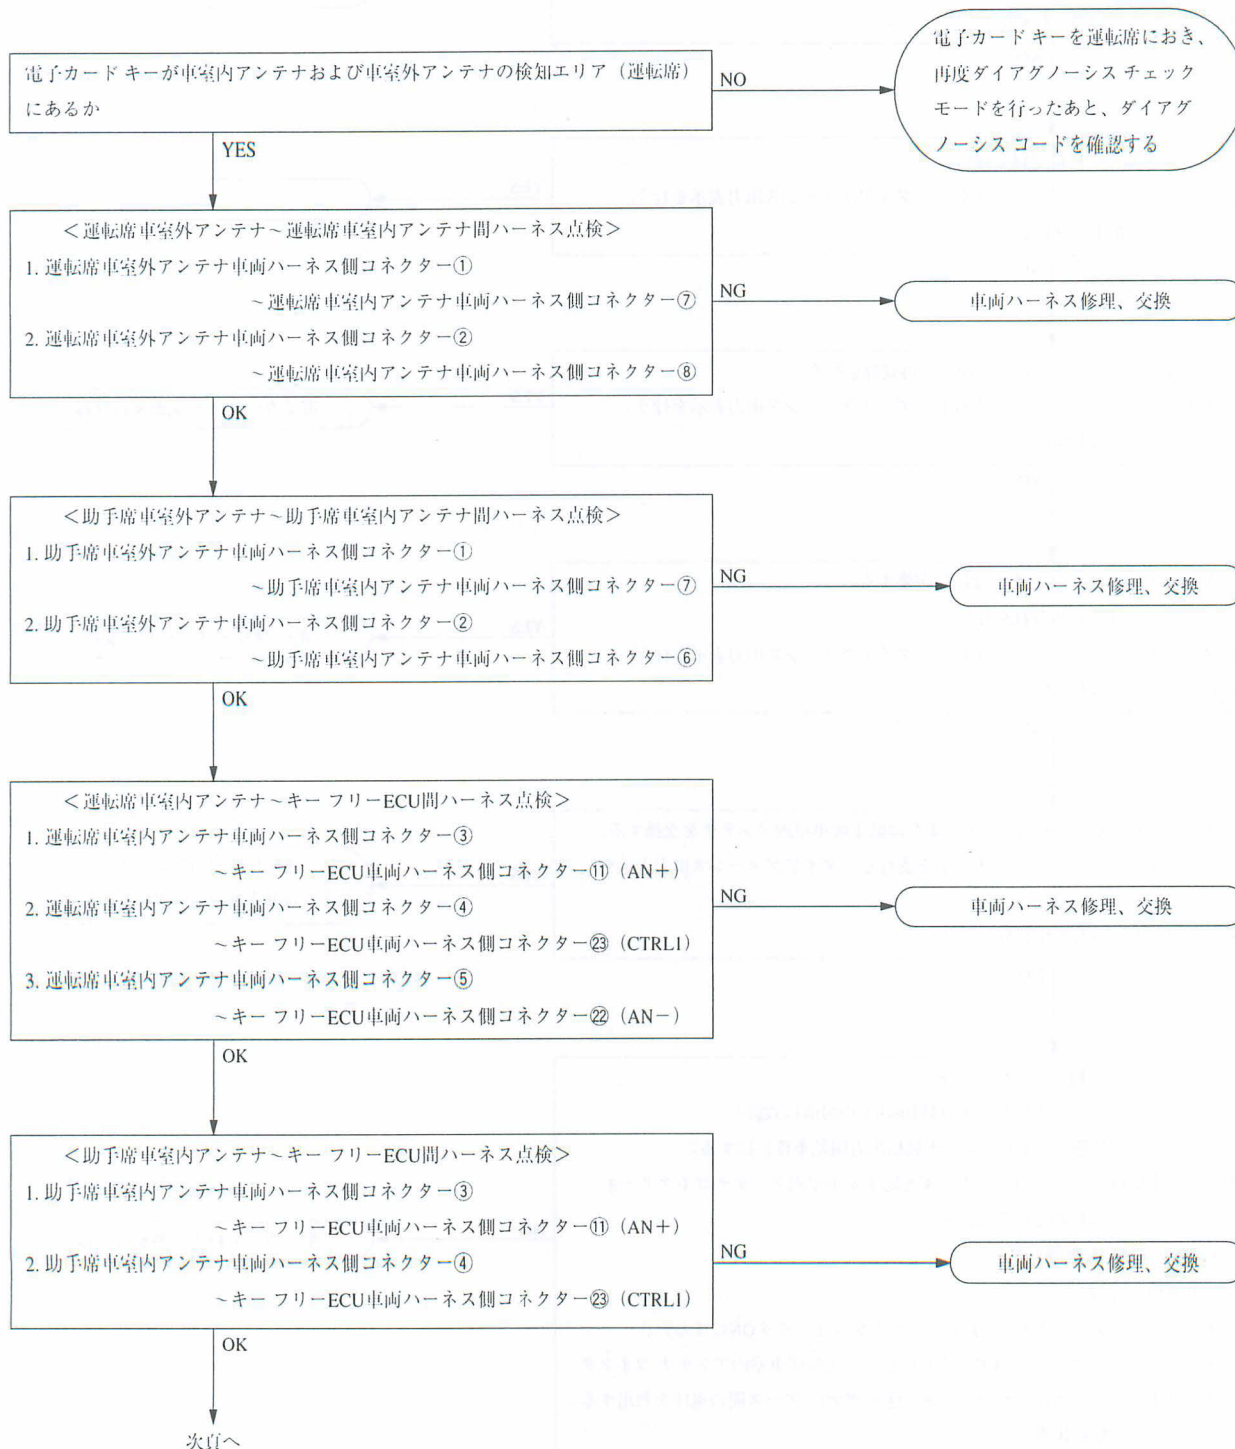 電子カード キーが車室内アンテナおよび車室外アンテナの検知エリア（運転席）
にあるか
NO
電子カード キーを運転席におき、
再度ダイアグノーシス チェック
モードを行ったあと、ダイアグ
ノーシス コードを確認する
YES
＜運転席車室外アンテナ～運転席車室内アンテナ間ハーネス点検＞
1. 運転席車室外アンテナ車両ハーネス側コネクター①
～運転席車室内アンテナ車両ハーネス側コネクター⑦
2. 運転席車室外アンテナ車両ハーネス側コネクター②
～運転席車室内アンテナ車両ハーネス側コネクター⑧
NG
車両ハーネス修理、交換
OK
＜助手席車室外アンテナ～助手席車室内アンテナ間ハーネス点検＞
1. 助手席車室外アンテナ車両ハーネス側コネクター①
～助手席車室内アンテナ車両ハーネス側コネクター⑦
2. 助手席車室外アンテナ車両ハーネス側コネクター②
～助手席車室内アンテナ車両ハーネス側コネクター⑥
NG
車両ハーネス修理、交換
OK
＜運転席車室内アンテナ～キー フリーECU間ハーネス点検＞
1. 運転席車室内アンテナ車両ハーネス側コネクター③
～キー フリーECU車両ハーネス側コネクター⑪（AN＋）
2. 運転席車室内アンテナ車両ハーネス側コネクター④
～キー フリーECU車両ハーネス側コネクター㉓（CTRL1）
3. 運転席車室内アンテナ車両ハーネス側コネクター⑤
～キー フリーECU車両ハーネス側コネクター㉒（AN－）
NG
車両ハーネス修理、交換
OK
＜助手席車室内アンテナ～キー フリーECU間ハーネス点検＞
1. 助手席車室内アンテナ車両ハーネス側コネクター③
～キー フリーECU車両ハーネス側コネクター⑪（AN＋）
2. 助手席車室内アンテナ車両ハーネス側コネクター④
～キー フリーECU車両ハーネス側コネクター㉓（CTRL1）
NG
車両ハーネス修理、交換
OK
次頁へ